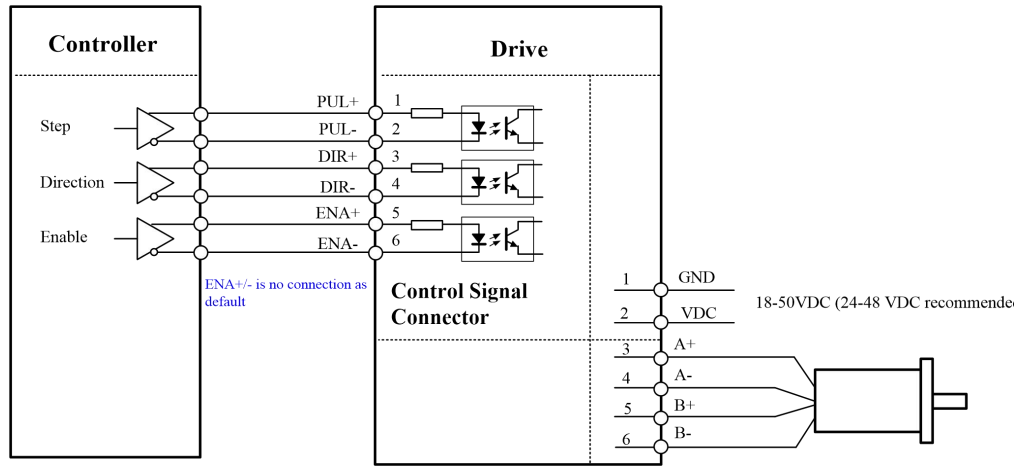 Controller
Drive
Step
Direction
Enable
PUL+ 1
PUL- 2
DIR+ 3
DIR- 4
ENA+ 5
ENA- 6
ENA+/- is no connection as
default
Control Signal
Connector
1 GND
2 VDC
18-50VDC (24-48 VDC recommende
3 A+
4 A-
5 B+
6 B-